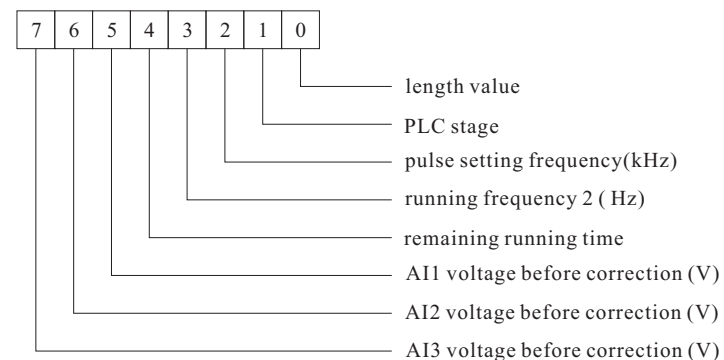 7 6 5 4 3 2 1 0
length value
PLC stage
pulse setting frequency(kHz)
running frequency 2 ( Hz)
remaining running time
AI1 voltage before correction (V)
AI2 voltage before correction (V)
AI3 voltage before correction (V)